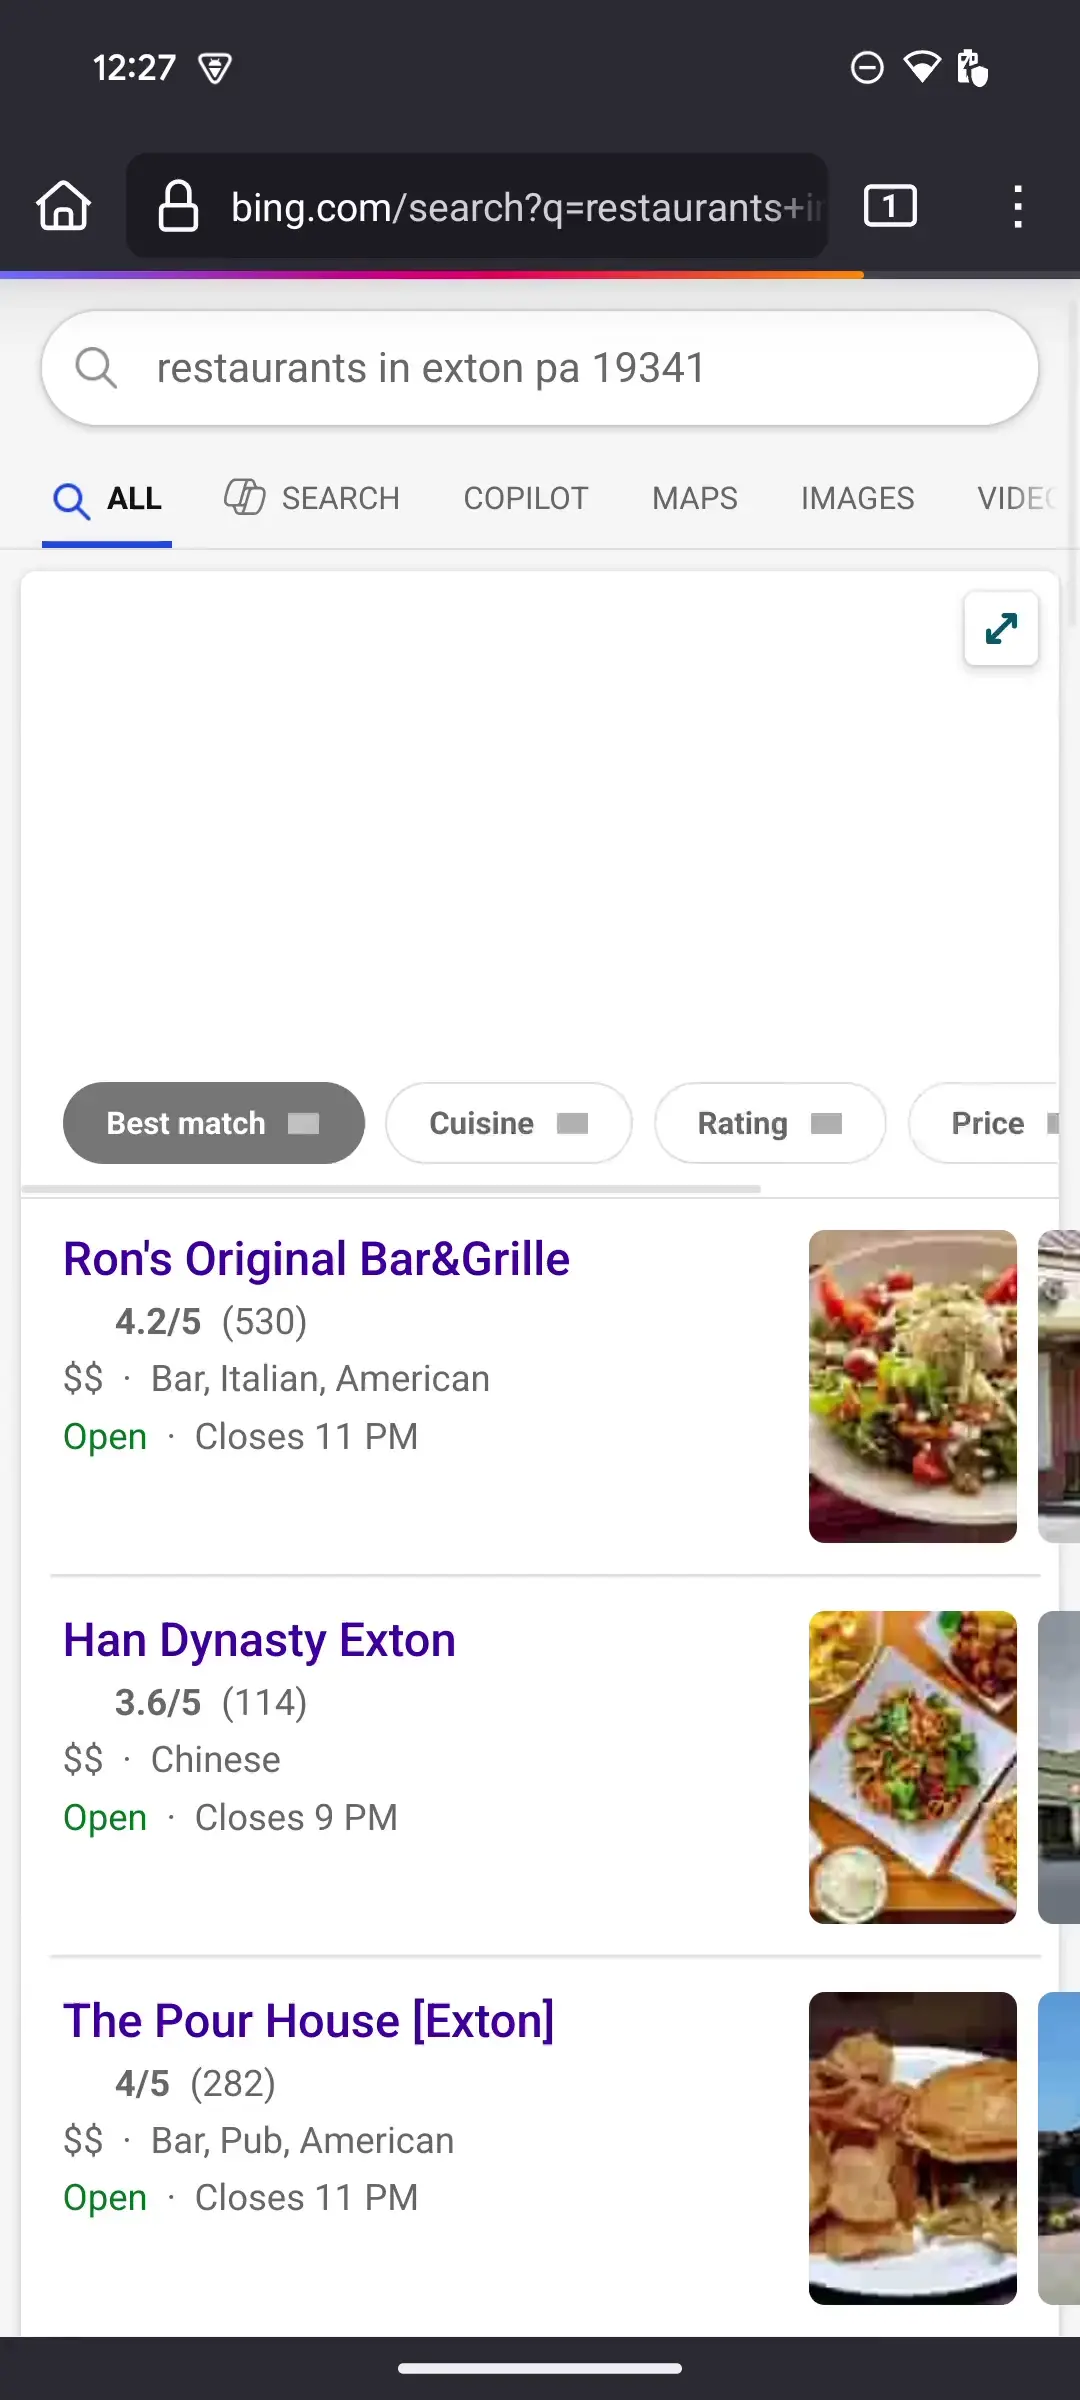 12:27
bing.com/search?q=restaurants+i
1
restaurants in exton pa 19341
ALL SEARCH COPILOT MAPS IMAGES VIDEO
Best match Cuisine Rating Price
Ron's Original Bar&Grille
4.2/5 (530)
$$ · Bar, Italian, American
Open · Closes 11 PM
Han Dynasty Exton
3.6/5 (114)
$$ · Chinese
Open · Closes 9 PM
The Pour House [Exton]
4/5 (282)
$$ · Bar, Pub, American
Open · Closes 11 PM